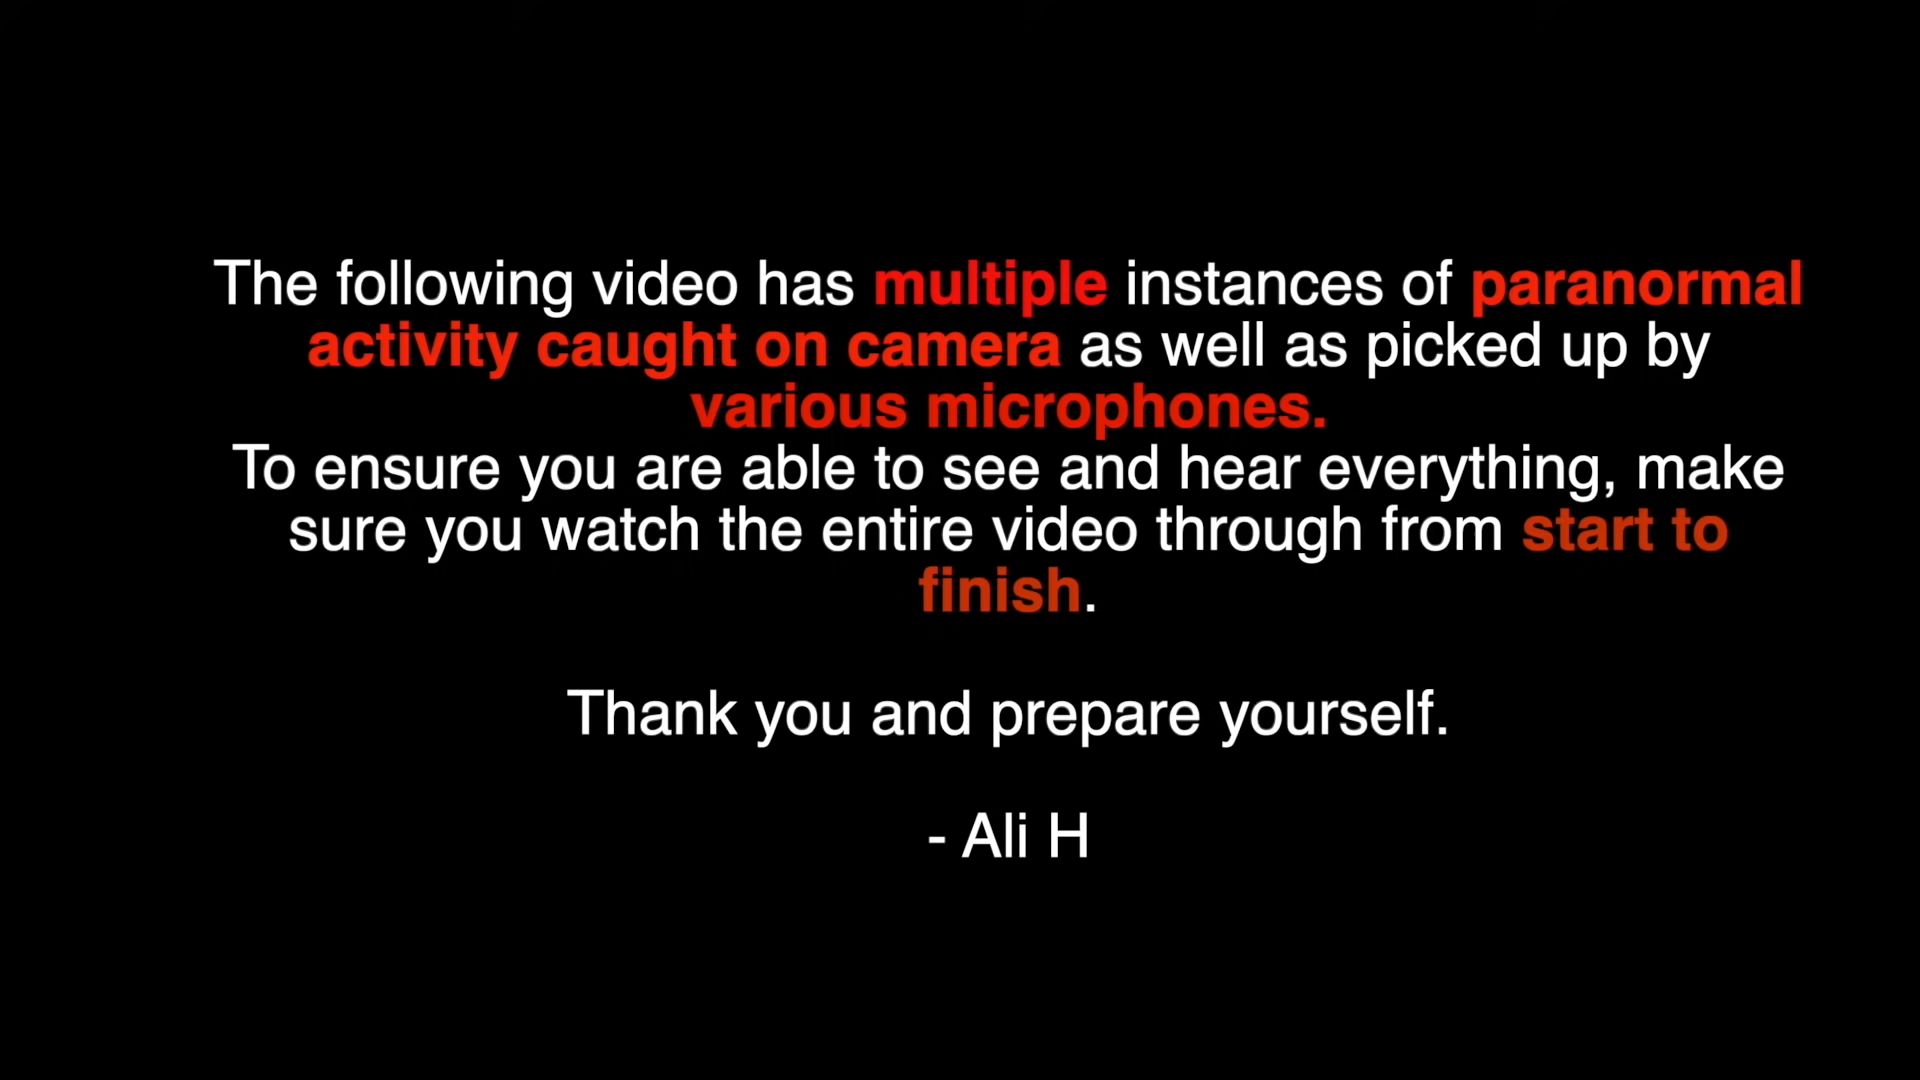 The following video has multiple instances of paranormal
activity caught on camera as well as picked up by
various microphones.
To ensure you are able to see and hear everything, make
sure you watch the entire video through from start to
finish.
Thank you and prepare yourself.
- Ali H